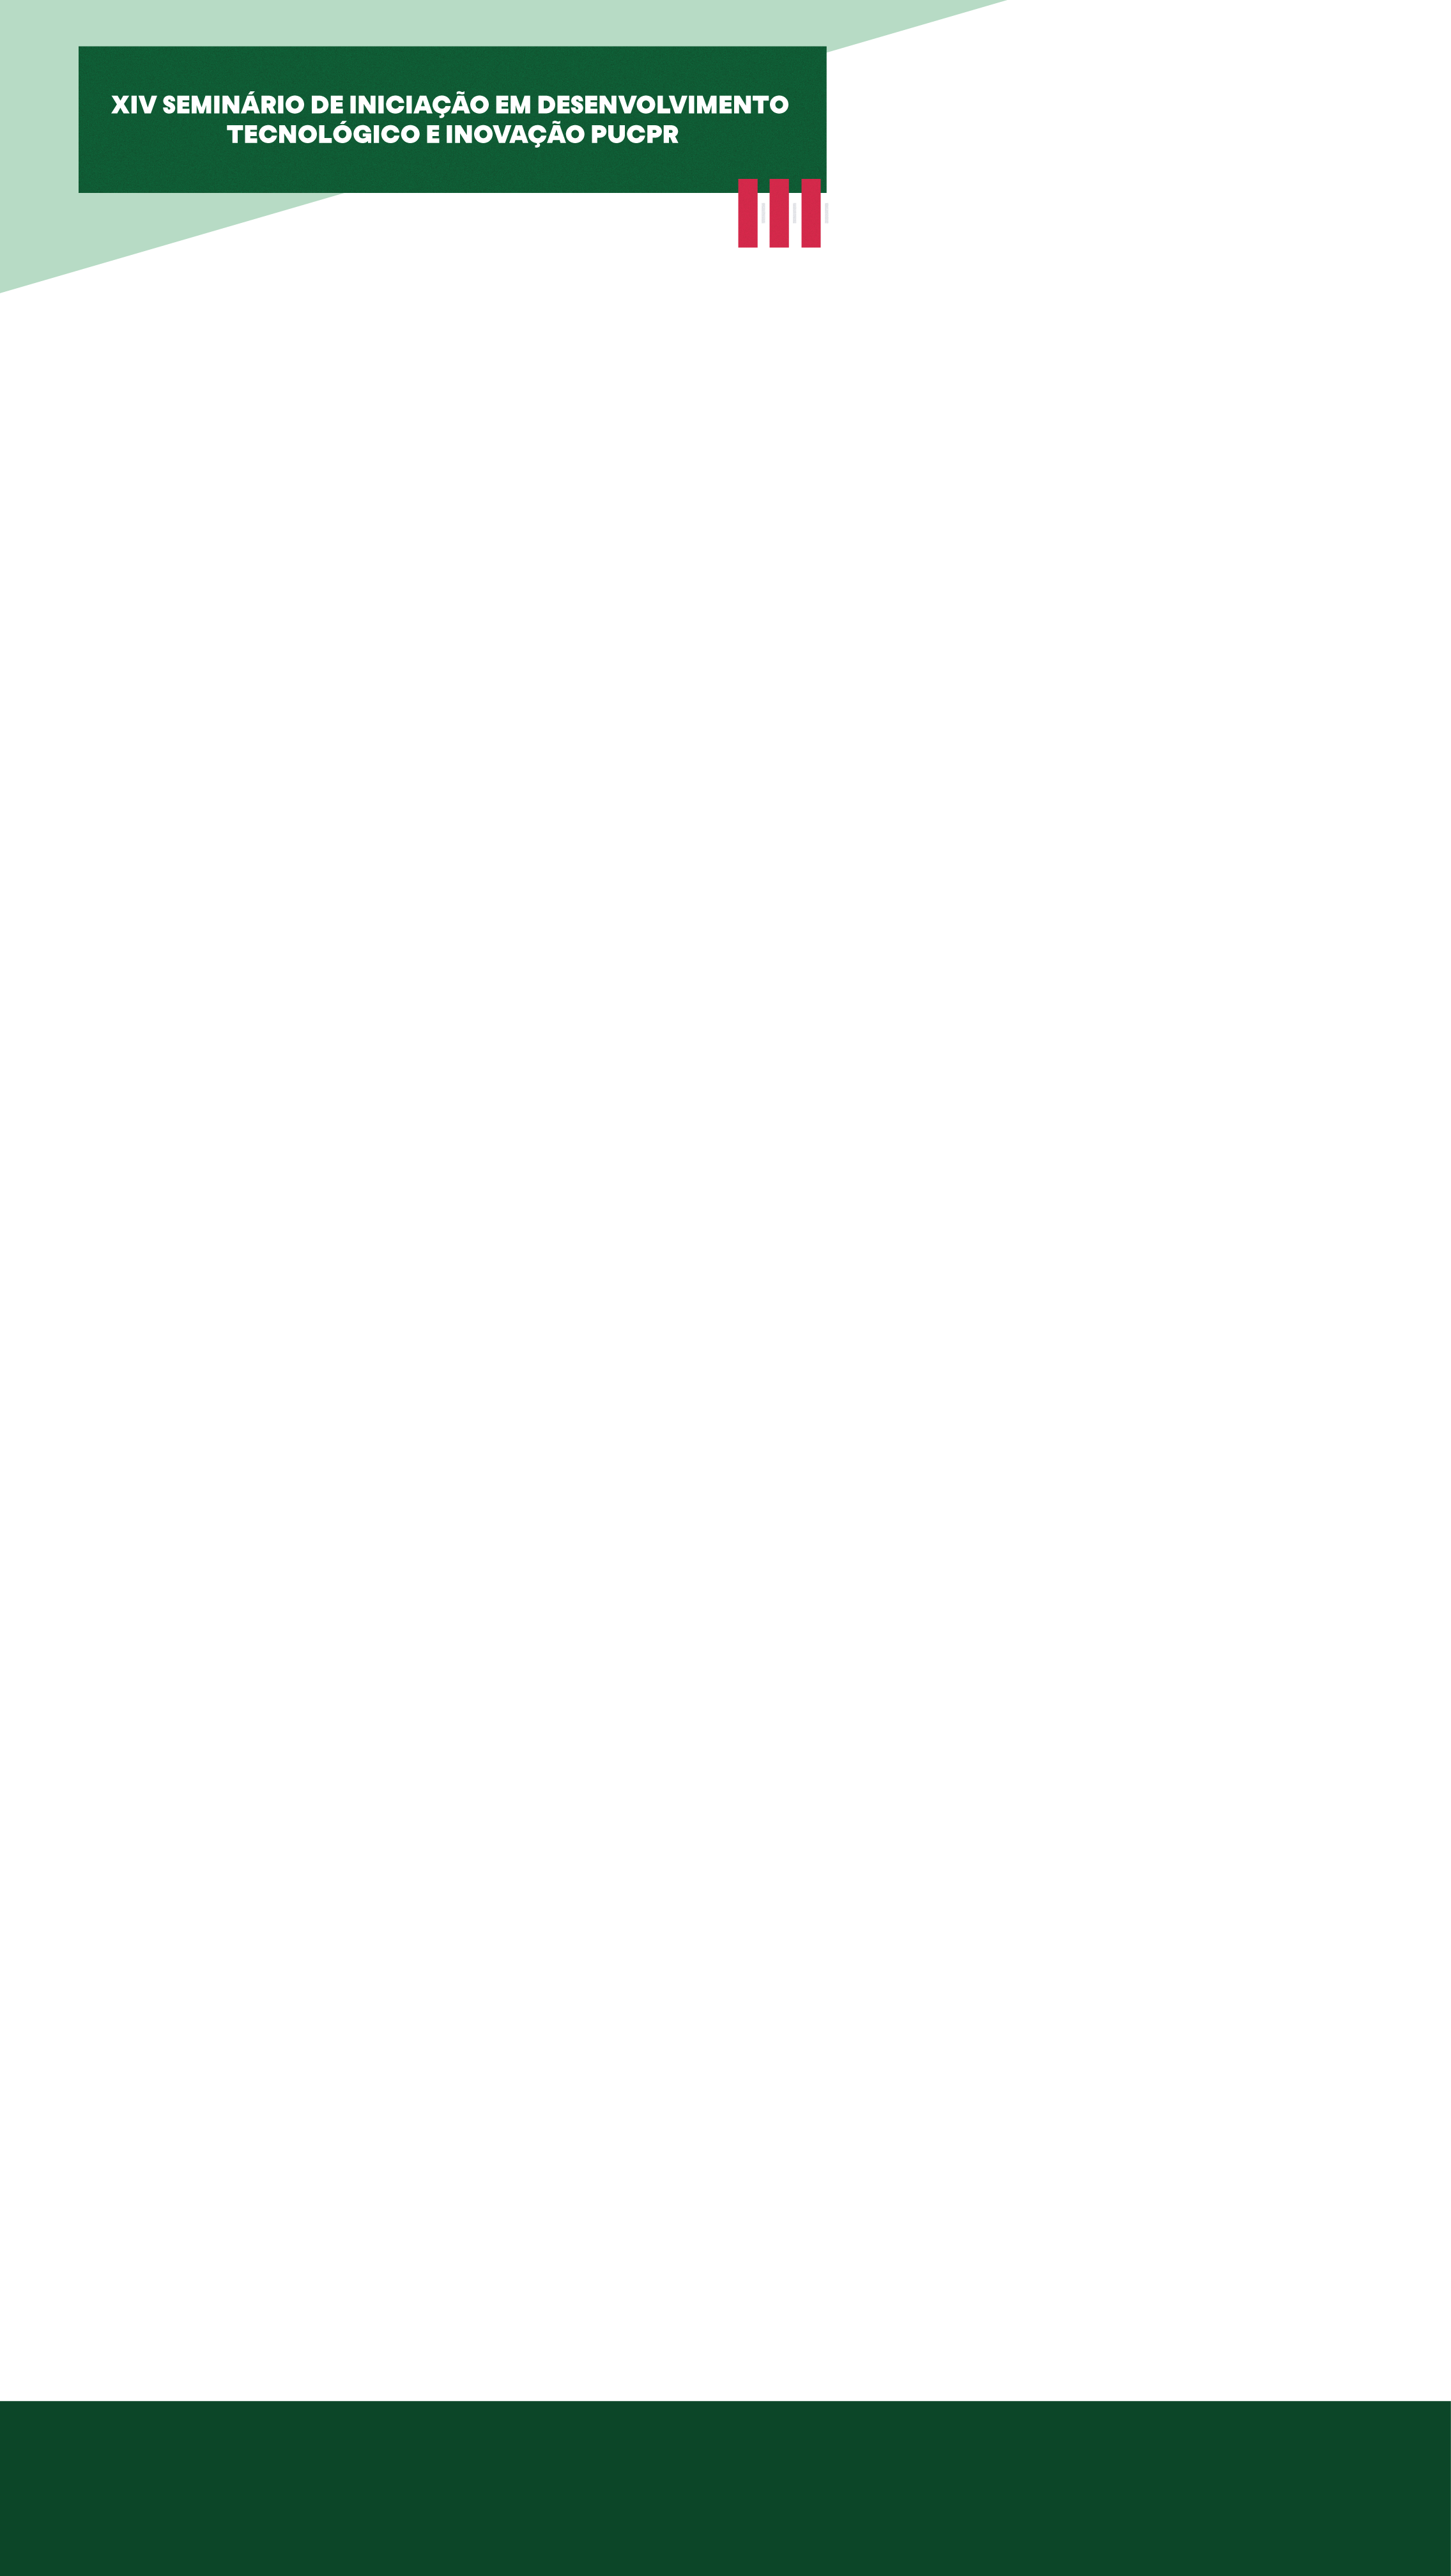 XIV SEMINÁRIO DE INICIAÇÃO EM DESENVOLVIMENTO
TECNOLÓGICO E INOVAÇÃO PUCPR